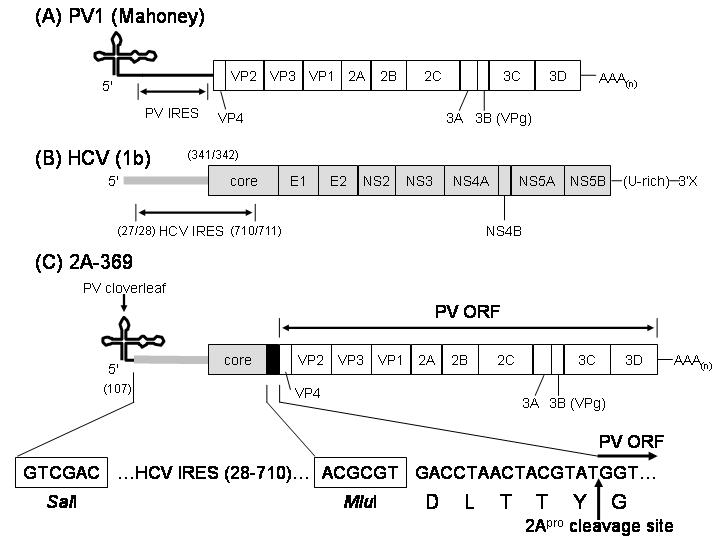 (A) PV1 (Mahoney)
5'
VP2 VP3 VP1 2A 2B 2C 3C 3D AAA(n)
PV IRES VP4 3A 3B (VPg)
(B) HCV (1b) (341/342)
5' core E1 E2 NS2 NS3 NS4A NS5A NS5B (U-rich) 3'X
(27/28) HCV IRES (710/711) NS4B
(C) 2A-369
PV cloverleaf
PV ORF
5' core VP2 VP3 VP1 2A 2B 2C 3C 3D AAA(n)
(107) VP4 3A 3B (VPg)
PV ORF
GTCGAC ...HCV IRES (28-710)... ACGCGT GACCTAACTACGTATGGT...
SalI MluI D L T T Y G
2Apro cleavage site